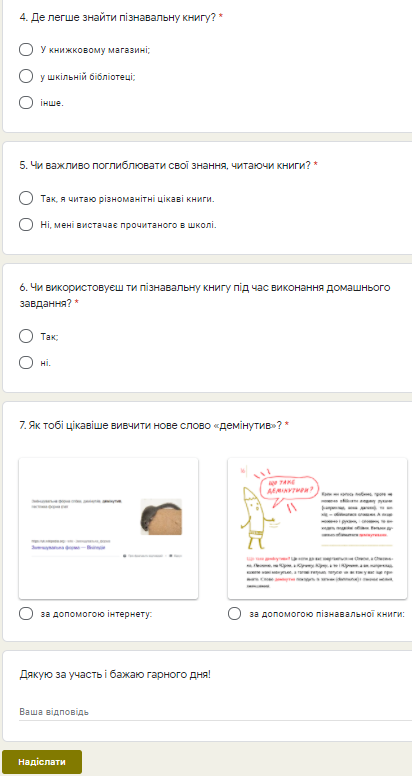 4. Де легше знайти пізнавальну книгу? *
У книжковому магазині;
у шкільній бібліотеці;
інше.
5. Чи важливо поглиблювати свої знання, читаючи книги? *
Так, я читаю різноманітні цікаві книги.
Ні, мені вистачає прочитаного в школі.
6. Чи використовуєш ти пізнавальну книгу під час виконання домашнього
завдання? *
Так;
ні.
7. Як тобі цікавіше вивчити нове слово «демінутив»? *
ЩО ТАКЕ
ДЕМІНУТИВИ?
Зменшувальна форма — Вікіпедія
за допомогою інтернету;
за допомогою пізнавальної книги;
Дякую за участь і бажаю гарного дня!
Ваша відповідь
Надіслати